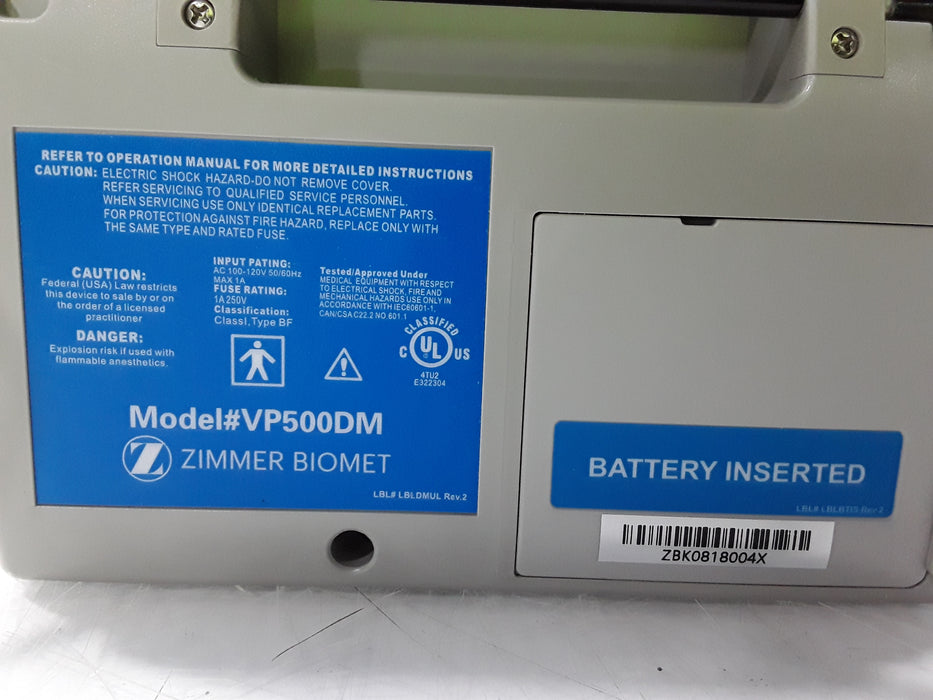 REFER TO OPERATION MANUAL FOR MORE DETAILED INSTRUCTIONS
CAUTION: ELECTRIC SHOCK HAZARD-DO NOT REMOVE COVER.
REFER SERVICING TO QUALIFIED SERVICE PERSONNEL.
WHEN SERVICING USE ONLY IDENTICAL REPLACEMENT PARTS.
FOR PROTECTION AGAINST FIRE HAZARD, REPLACE ONLY WITH
THE SAME TYPE AND RATED FUSE.
CAUTION:
Federal (USA) Law restricts
this device to sale by or on
the order of a licensed
practitioner
DANGER:
Explosion risk if used with
flammable anesthetics.
INPUT PATING:
AC 100-120V 50/60Hz
MAX 1A
FUSE RATING:
1A 250V
Classification:
ClassI,Type BF
Tested/Approved Under
MEDICAL EQUIPMENT WITH RESPECT
TO ELECTRICAL SHOCK, FIRE AND
MECHANICAL HAZARDS USE ONLY IN
ACCORDANCE WITH IEC60601-1,
CAN/CSA C22.2 NO.601.1
CLASSIFIED
C UL US
4TU2
E322304
Model#VP500DM
Z ZIMMER BIOMET
LBL# LBLDMUL Rev.2
BATTERY INSERTED
LBL# LBLBTIS Rev.2
ZBK0818004X